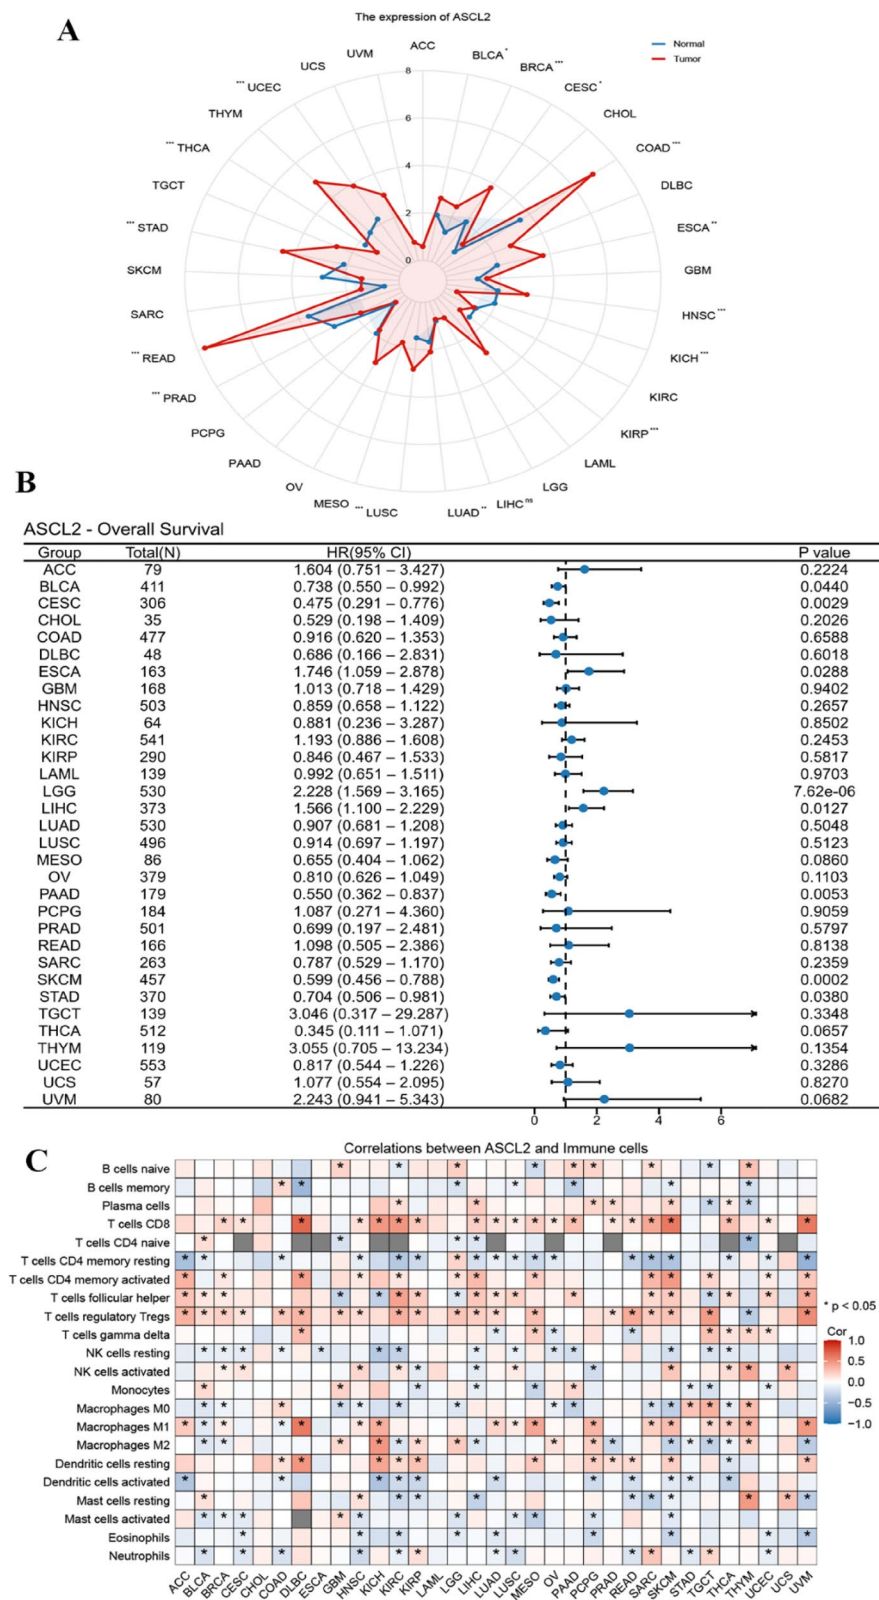 A
The expression of ASCL2
Normal
Tumor
ACC
BLCA *
BRCA ***
CESC *
CHOL
COAD ***
DLBC
ESCA **
GBM
HNSC ***
KICH ***
KIRC
KIRP ***
LAML
LGG
LIHC ns
LUAD **
*** LUSC
MESO
OV
PAAD
PCPG
*** PRAD
*** READ
SARC
SKCM
*** STAD
TGCT
*** THCA
THYM
*** UCEC
UCS
UVM
8
6
4
2
0
B
ASCL2 - Overall Survival
Group Total(N) HR(95% CI) P value
ACC 79 1.604 (0.751 – 3.427) 0.2224
BLCA 411 0.738 (0.550 – 0.992) 0.0440
CESC 306 0.475 (0.291 – 0.776) 0.0029
CHOL 35 0.529 (0.198 – 1.409) 0.2026
COAD 477 0.916 (0.620 – 1.353) 0.6588
DLBC 48 0.686 (0.166 – 2.831) 0.6018
ESCA 163 1.746 (1.059 – 2.878) 0.0288
GBM 168 1.013 (0.718 – 1.429) 0.9402
HNSC 503 0.859 (0.658 – 1.122) 0.2657
KICH 64 0.881 (0.236 – 3.287) 0.8502
KIRC 541 1.193 (0.886 – 1.608) 0.2453
KIRP 290 0.846 (0.467 – 1.533) 0.5817
LAML 139 0.992 (0.651 – 1.511) 0.9703
LGG 530 2.228 (1.569 – 3.165) 7.62e-06
LIHC 373 1.566 (1.100 – 2.229) 0.0127
LUAD 530 0.907 (0.681 – 1.208) 0.5048
LUSC 496 0.914 (0.697 – 1.197) 0.5123
MESO 86 0.655 (0.404 – 1.062) 0.0860
OV 379 0.810 (0.626 – 1.049) 0.1103
PAAD 179 0.550 (0.362 – 0.837) 0.0053
PCPG 184 1.087 (0.271 – 4.360) 0.9059
PRAD 501 0.699 (0.197 – 2.481) 0.5797
READ 166 1.098 (0.505 – 2.386) 0.8138
SARC 263 0.787 (0.529 – 1.170) 0.2359
SKCM 457 0.599 (0.456 – 0.788) 0.0002
STAD 370 0.704 (0.506 – 0.981) 0.0380
TGCT 139 3.046 (0.317 – 29.287) 0.3348
THCA 512 0.345 (0.111 – 1.071) 0.0657
THYM 119 3.055 (0.705 – 13.234) 0.1354
UCEC 553 0.817 (0.544 – 1.226) 0.3286
UCS 57 1.077 (0.554 – 2.095) 0.8270
UVM 80 2.243 (0.941 – 5.343) 0.0682
0 2 4 6
C
Correlations between ASCL2 and Immune cells
B cells naive
B cells memory
Plasma cells
T cells CD8
T cells CD4 naive
T cells CD4 memory resting
T cells CD4 memory activated
T cells follicular helper
T cells regulatory Tregs
T cells gamma delta
NK cells resting
NK cells activated
Monocytes
Macrophages M0
Macrophages M1
Macrophages M2
Dendritic cells resting
Dendritic cells activated
Mast cells resting
Mast cells activated
Eosinophils
Neutrophils
* p < 0.05
Cor
1.0
0.5
0.0
−0.5
−1.0
ACC BLCA BRCA CESC CHOL COAD DLBC ESCA GBM HNSC KICH KIRC KIRP LAML LGG LIHC LUAD LUSC MESO OV PAAD PCPG PRAD READ SARC SKCM STAD TGCT THCA THYM UCEC UCS UVM